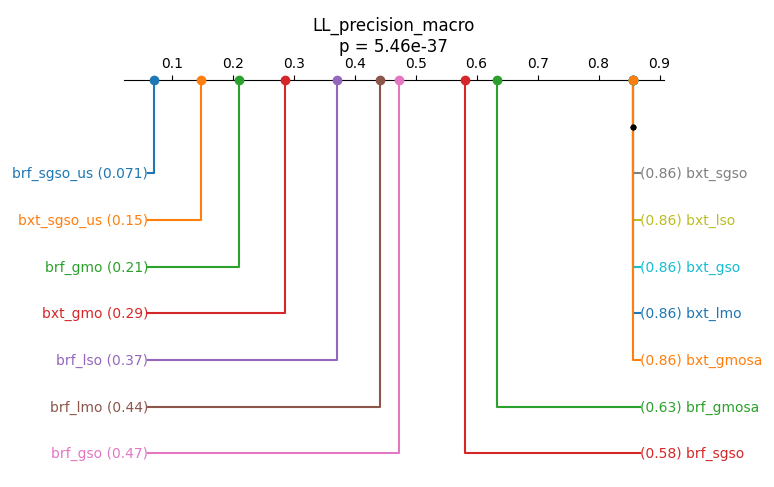 LL_precision_macro
p = 5.46e-37
0.1 0.2 0.3 0.4 0.5 0.6 0.7 0.8 0.9
brf_sgso_us (0.071)
(0.86) bxt_sgso
bxt_sgso_us (0.15)
(0.86) bxt_lso
brf_gmo (0.21)
(0.86) bxt_gso
bxt_gmo (0.29)
(0.86) bxt_lmo
brf_lso (0.37)
(0.86) bxt_gmosa
brf_lmo (0.44)
(0.63) brf_gmosa
brf_gso (0.47)
(0.58) brf_sgso